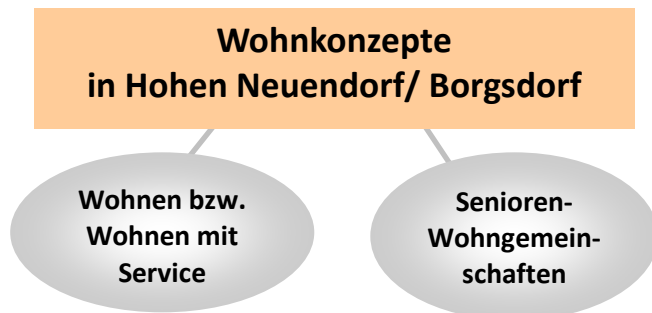 Wohnkonzepte
in Hohen Neuendorf/ Borgsdorf
Wohnen bzw.
Wohnen mit
Service
Senioren-
Wohngemein-
schaften